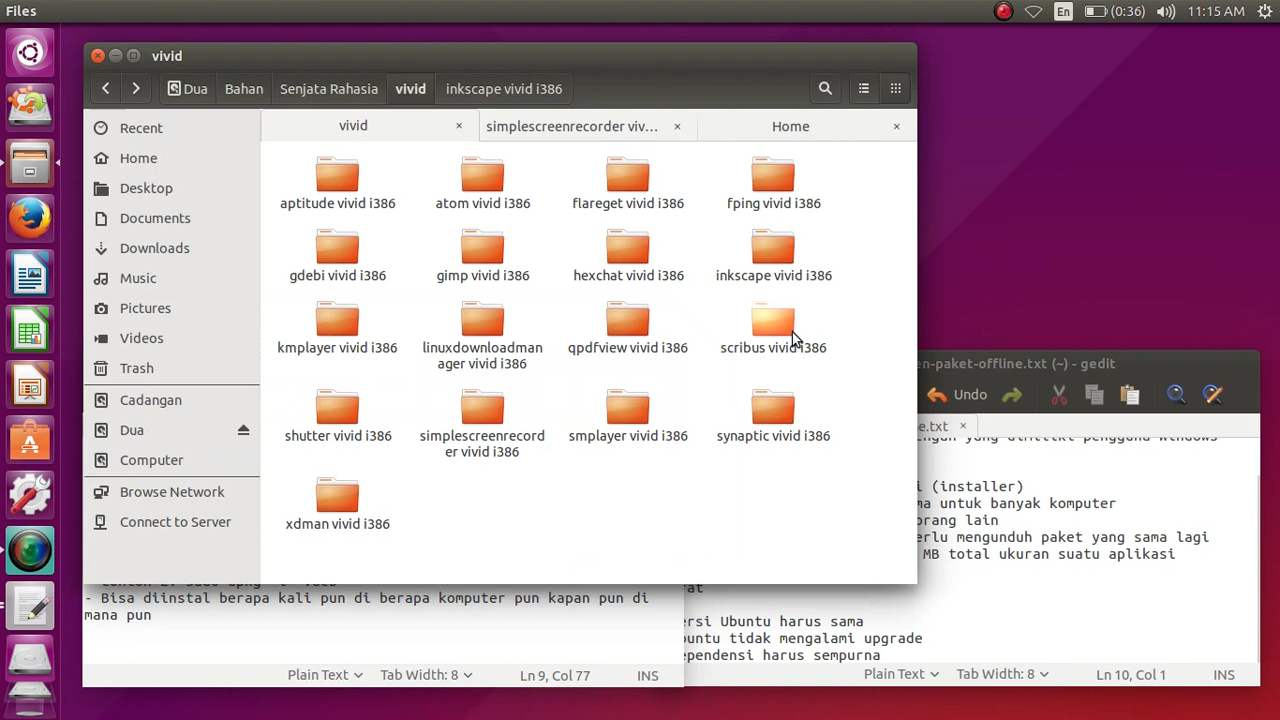 Files
En
(0:36)
11:15 AM
vivid
Dua
Bahan
Senjata Rahasia
vivid
inkscape vivid i386
vivid
simplescreenrecorder viv...
Home
Recent
Home
Desktop
Documents
Downloads
Music
Pictures
Videos
Trash
Cadangan
Dua
Computer
Browse Network
Connect to Server
aptitude vivid i386
atom vivid i386
flareget vivid i386
fping vivid i386
gdebi vivid i386
gimp vivid i386
hexchat vivid i386
inkscape vivid i386
kmplayer vivid i386
linuxdownloadman
ager vivid i386
qpdfview vivid i386
scribus vivid i386
shutter vivid i386
simplescreenrecord
er vivid i386
smplayer vivid i386
synaptic vivid i386
xdman vivid i386
- Bisa diinstal berapa kali pun di berapa komputer pun kapan pun di
mana pun
Plain Text
Tab Width: 8
Ln 9, Col 77
INS
en-paket-offline.txt (~) - gedit
Undo
e.txt
yang dimiliki pengguna Windows
i (installer)
ma untuk banyak komputer
orang lain
perlu mengunduh paket yang sama lagi
MB total ukuran suatu aplikasi
rat
ersi Ubuntu harus sama
buntu tidak mengalami upgrade
ependensi harus sempurna
Plain Text
Tab Width: 8
Ln 10, Col 1
INS